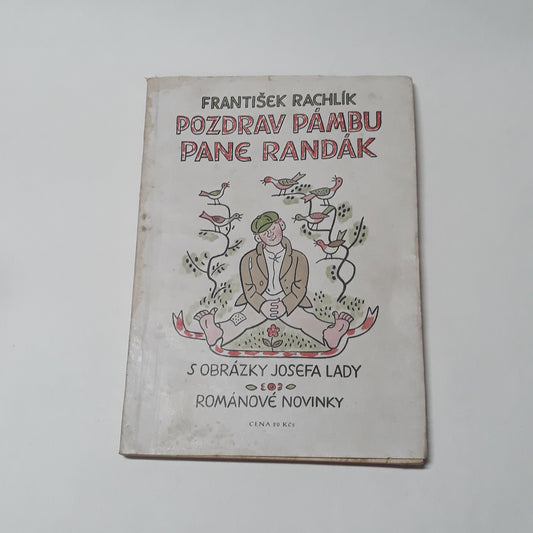 FRANTIŠEK RACHLÍK
POZDRAV PÁMBU
PANE RANDÁK
S OBRÁZKY JOSEFA LADY
ROMÁNOVÉ NOVINKY
CENA 20 KČS